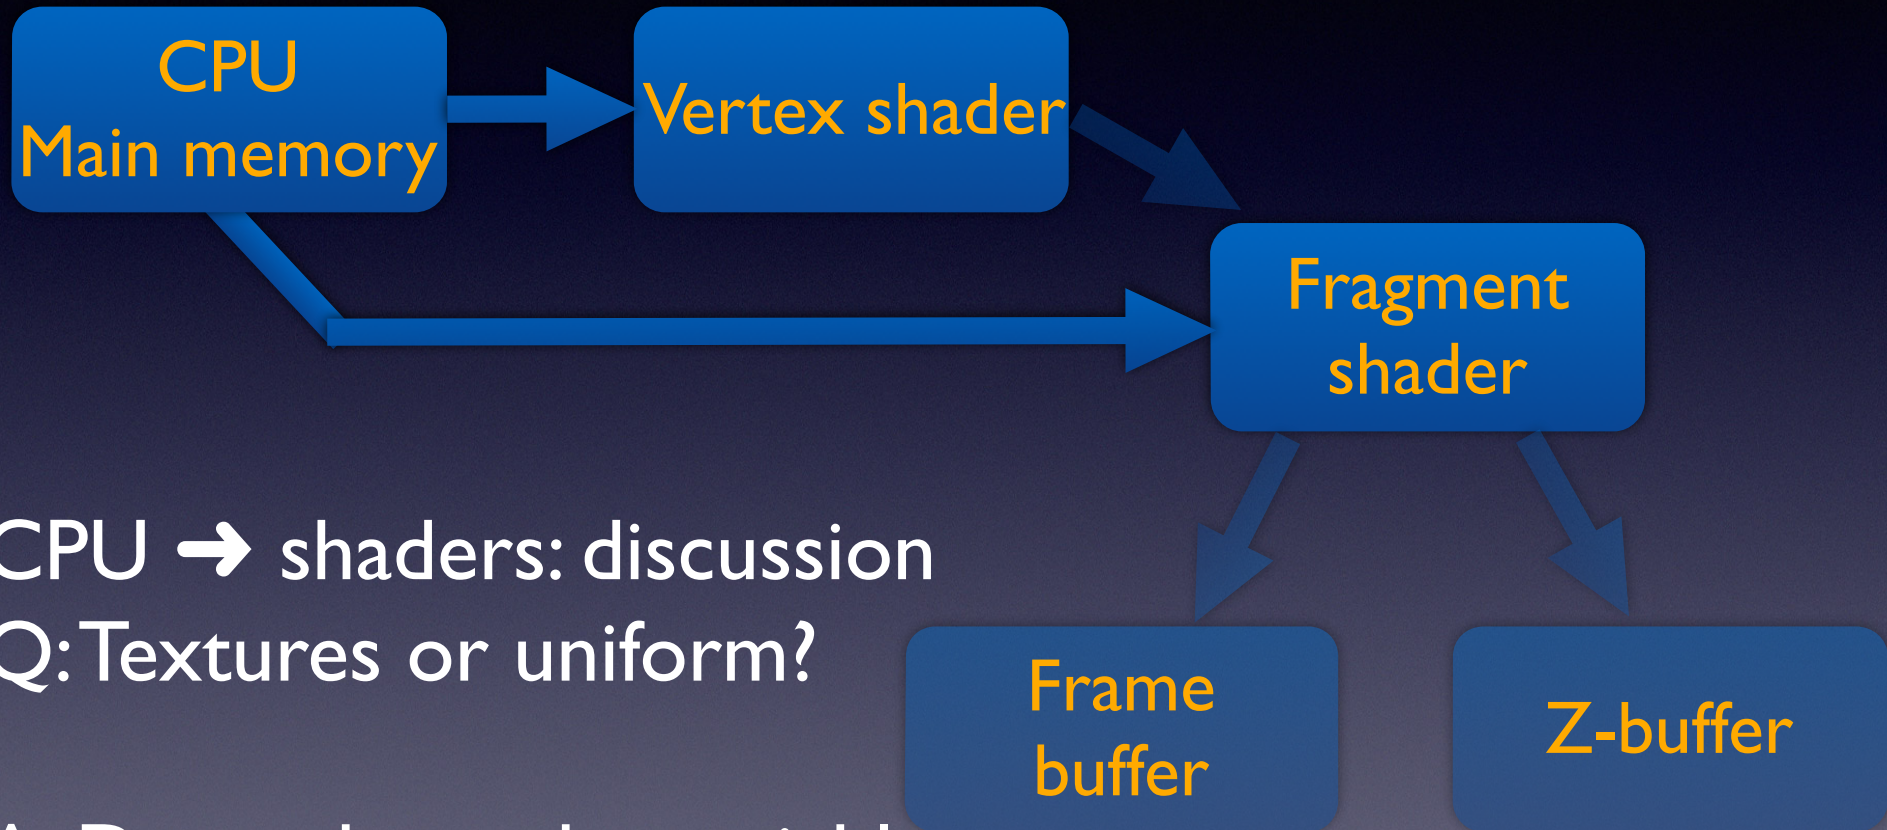 CPU
Main memory
Vertex shader
Fragment
shader
CPU ➜ shaders: discussion
Q: Textures or uniform?
Frame
buffer
Z-buffer